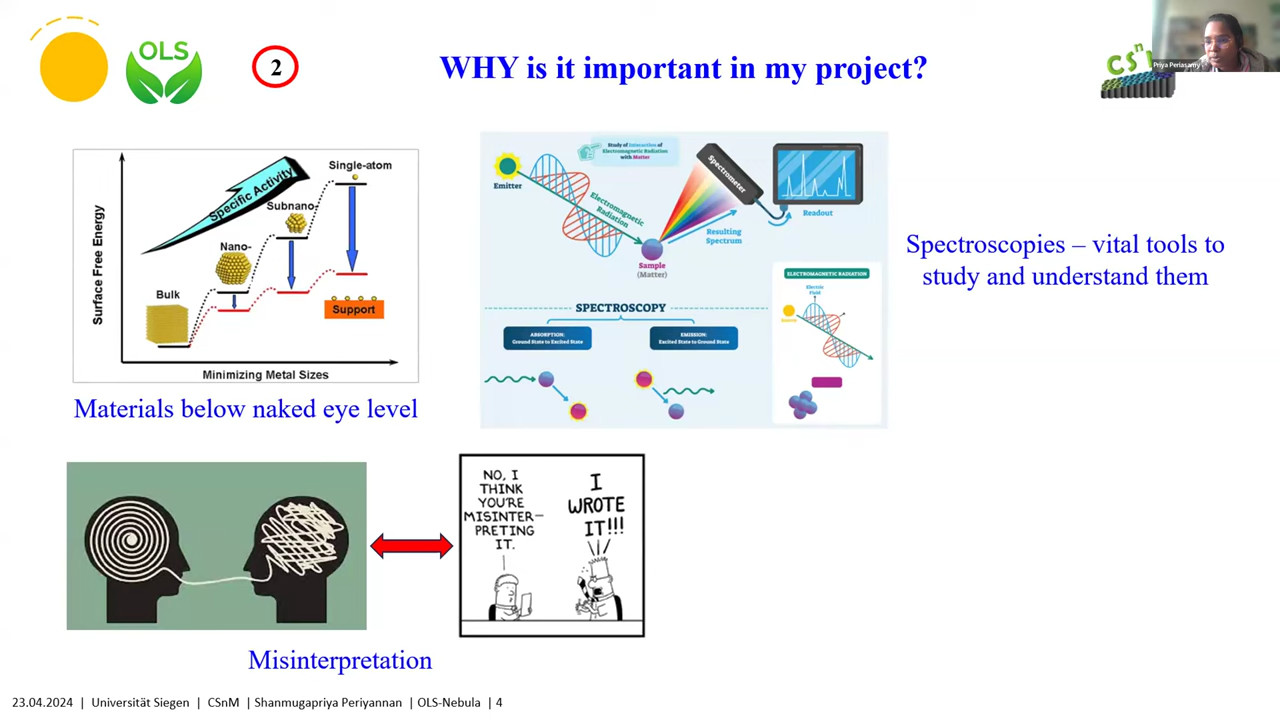 OLS
2
WHY is it important in my project?
CSn
Priya Periasamy
Surface Free Energy
Specific Activity
Single-atom
Subnano-
Nano-
Bulk
Support
Minimizing Metal Sizes
Materials below naked eye level
Study of Interaction of
Electromagnetic Radiation
with Matter
Emitter
Electromagnetic
Radiation
Spectrometer
Readout
Resulting
Spectrum
Sample
(Matter)
SPECTROSCOPY
ABSORPTION:
Ground State to Excited State
EMISSION:
Excited State to Ground State
ELECTROMAGNETIC RADIATION
Electric
Field
Source
Spectroscopies – vital tools to
study and understand them
NO, I
THINK
YOU'RE
MISINTER-
PRETING
IT.
I
WROTE
IT!!!
Misinterpretation
23.04.2024 | Universität Siegen | CSnM | Shanmugapriya Periyannan | OLS-Nebula | 4